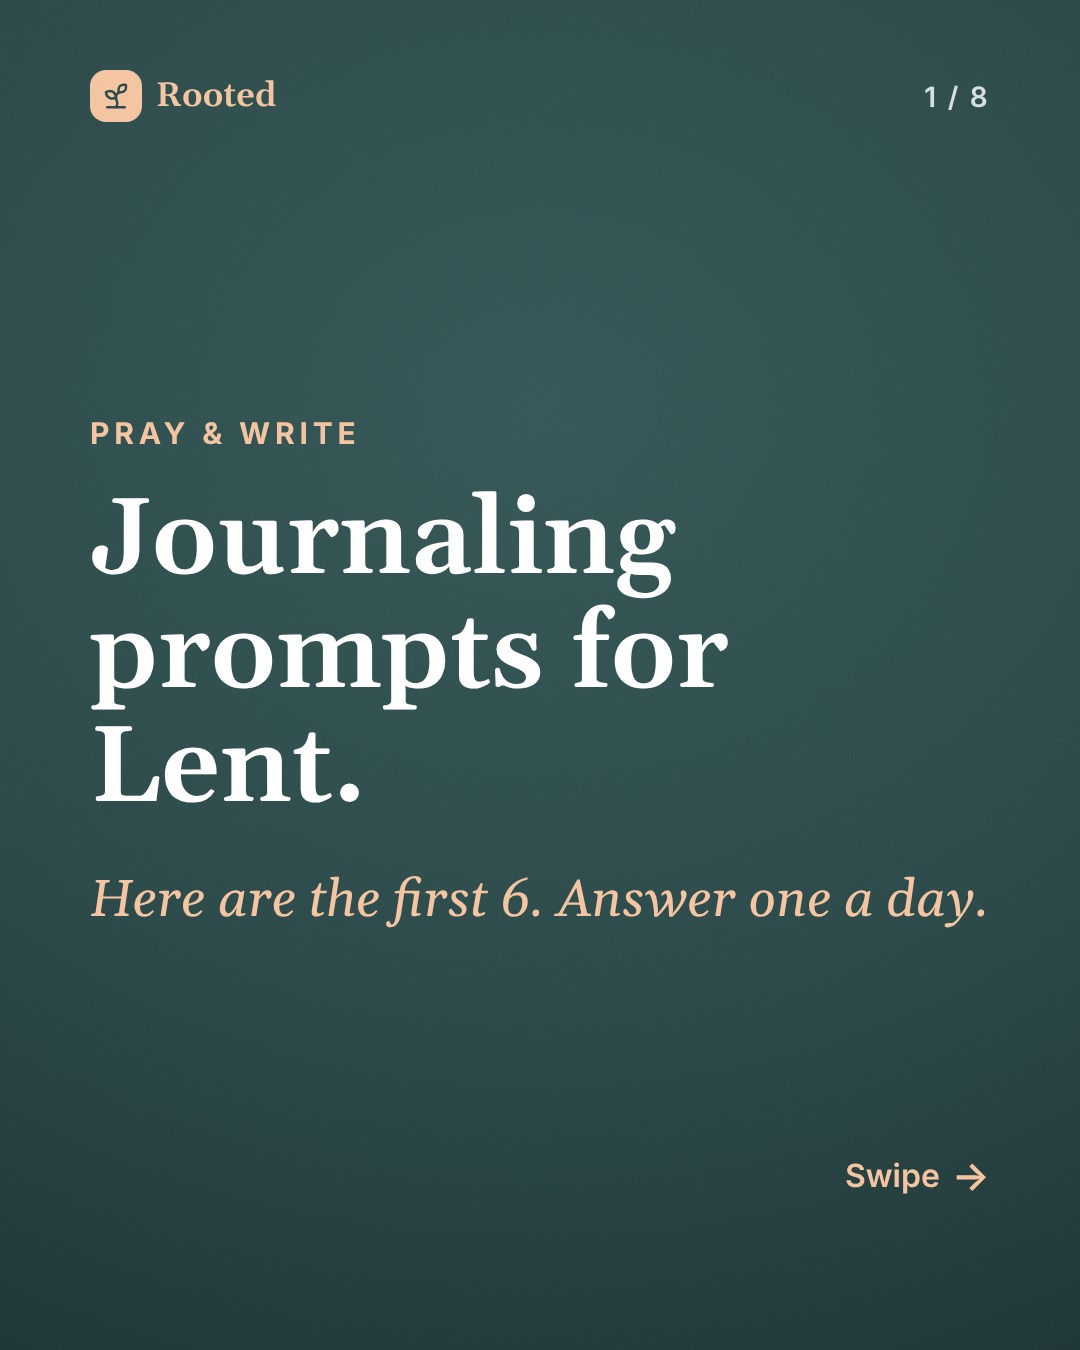 Rooted
1 / 8
PRAY & WRITE
Journaling
prompts for
Lent.
Here are the first 6. Answer one a day.
Swipe →